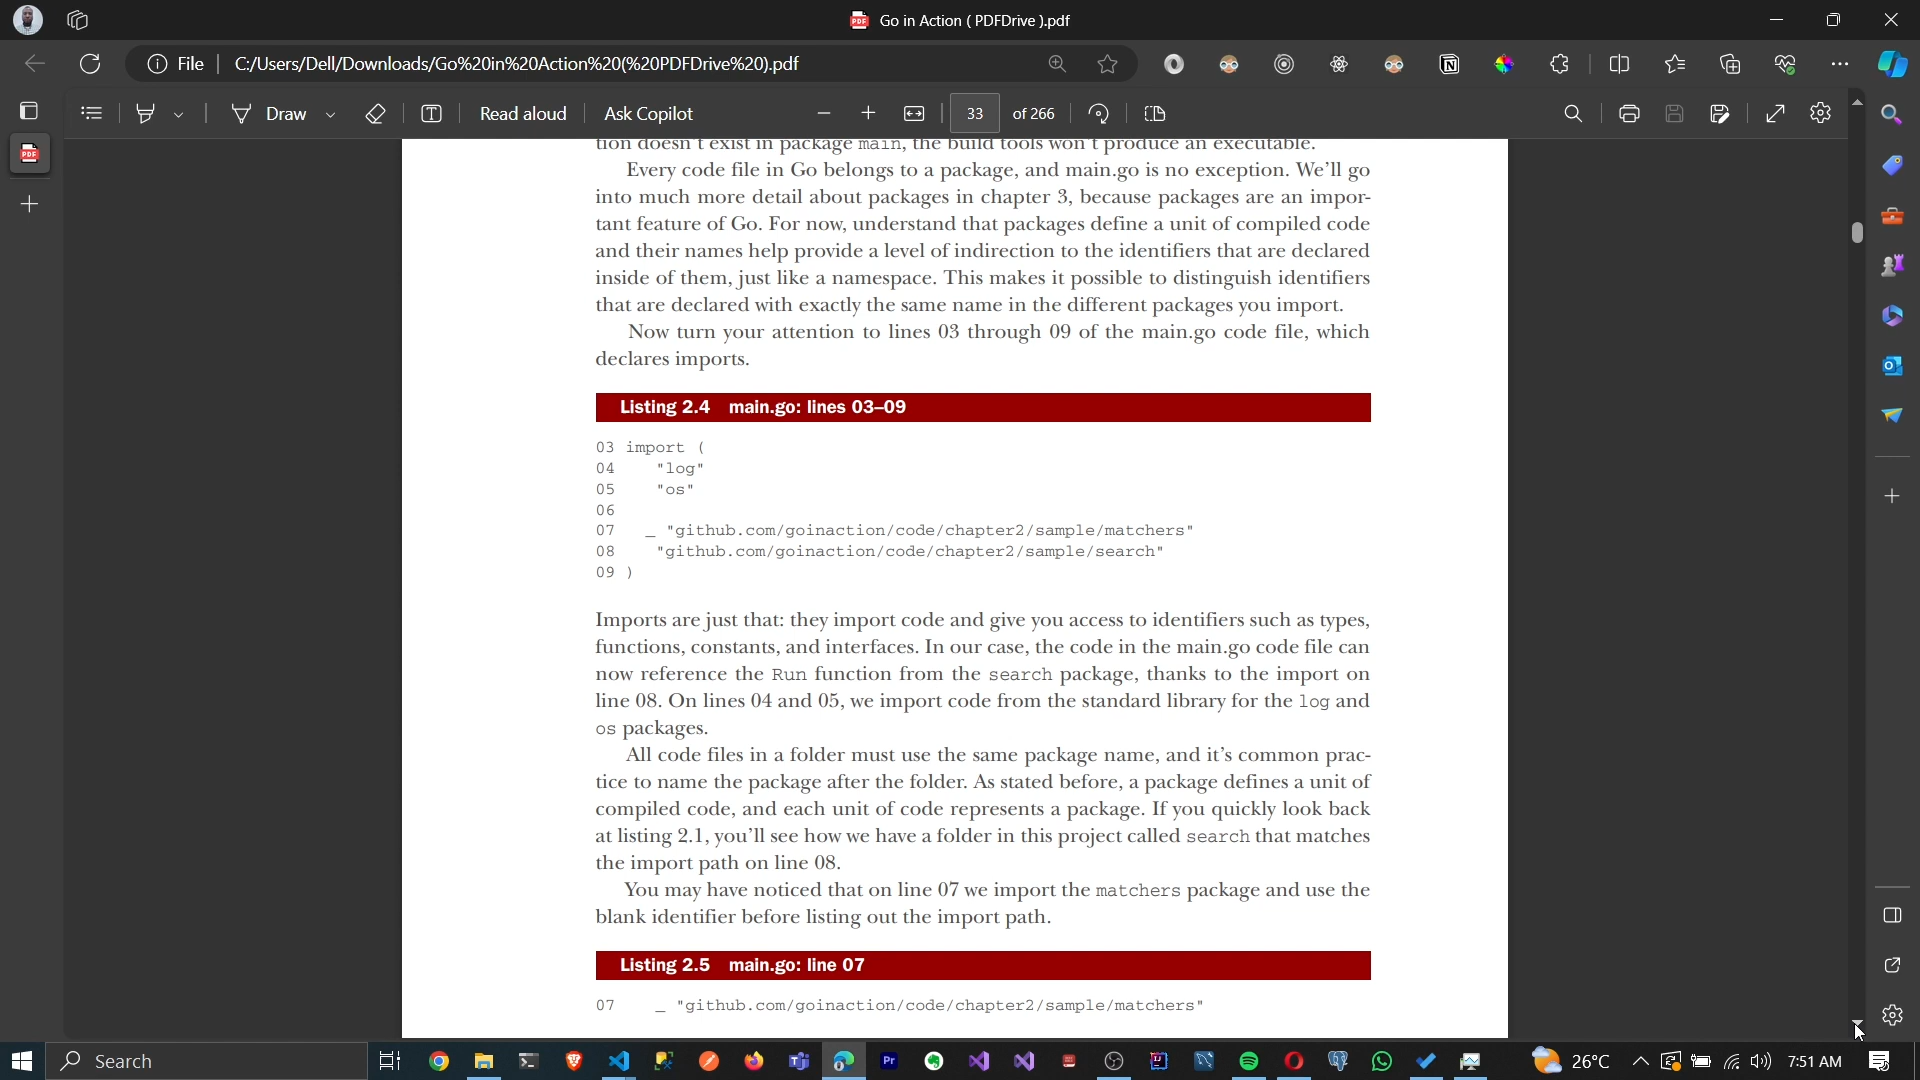 Go in Action ( PDFDrive ).pdf
File
C:/Users/Dell/Downloads/Go%20in%20Action%20(%20PDFDrive%20).pdf
Draw
Read aloud
Ask Copilot
33
of 266
tion doesn't exist in package main, the build tools won't produce an executable.
Every code file in Go belongs to a package, and main.go is no exception. We'll go
into much more detail about packages in chapter 3, because packages are an impor-
tant feature of Go. For now, understand that packages define a unit of compiled code
and their names help provide a level of indirection to the identifiers that are declared
inside of them, just like a namespace. This makes it possible to distinguish identifiers
that are declared with exactly the same name in the different packages you import.
Now turn your attention to lines 03 through 09 of the main.go code file, which
declares imports.
Listing 2.4 main.go: lines 03–09
03 import (
04 "log"
05 "os"
06
07 _ "github.com/goinaction/code/chapter2/sample/matchers"
08 "github.com/goinaction/code/chapter2/sample/search"
09 )
Imports are just that: they import code and give you access to identifiers such as types,
functions, constants, and interfaces. In our case, the code in the main.go code file can
now reference the Run function from the search package, thanks to the import on
line 08. On lines 04 and 05, we import code from the standard library for the log and
os packages.
All code files in a folder must use the same package name, and it's common prac-
tice to name the package after the folder. As stated before, a package defines a unit of
compiled code, and each unit of code represents a package. If you quickly look back
at listing 2.1, you'll see how we have a folder in this project called search that matches
the import path on line 08.
You may have noticed that on line 07 we import the matchers package and use the
blank identifier before listing out the import path.
Listing 2.5 main.go: line 07
07 _ "github.com/goinaction/code/chapter2/sample/matchers"
Search
26°C
7:51 AM